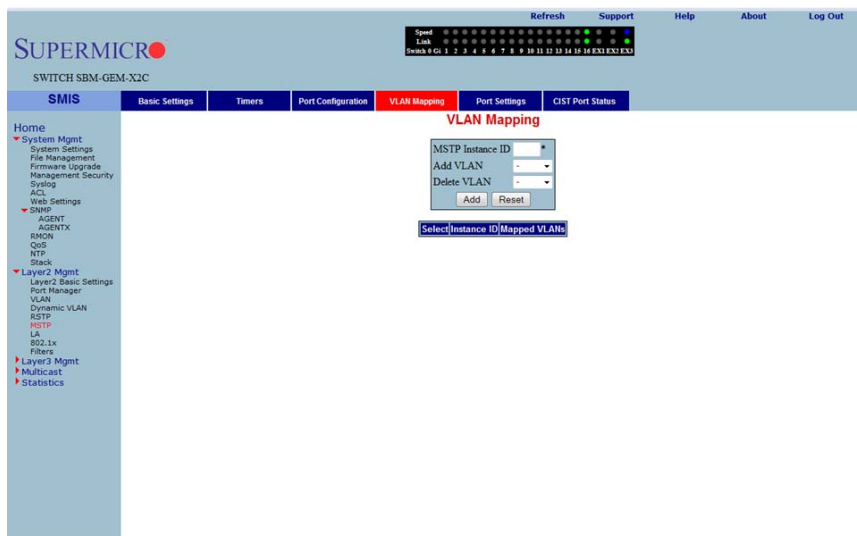 Refresh Support Help About Log Out
Speed
Link
Switch 0 Gi 1 2 3 4 5 6 7 8 9 10 11 12 13 14 15 16 EX1 EX2 EX3
SUPERMICRO
SWITCH SBM-GEM-X2C
SMIS
Basic Settings Timers Port Configuration VLAN Mapping Port Settings CIST Port Status
Home
System Mgmt
System Settings
File Management
Firmware Upgrade
Management Security
Syslog
ACL
Web Settings
SNMP
AGENT
AGENTX
RMON
QoS
NTP
Stack
Layer2 Mgmt
Layer2 Basic Settings
Port Manager
VLAN
Dynamic VLAN
RSTP
MSTP
LA
802.1x
Filters
Layer3 Mgmt
Multicast
Statistics
VLAN Mapping
MSTP Instance ID *
Add VLAN -
Delete VLAN -
Add Reset
Select Instance ID Mapped VLANs